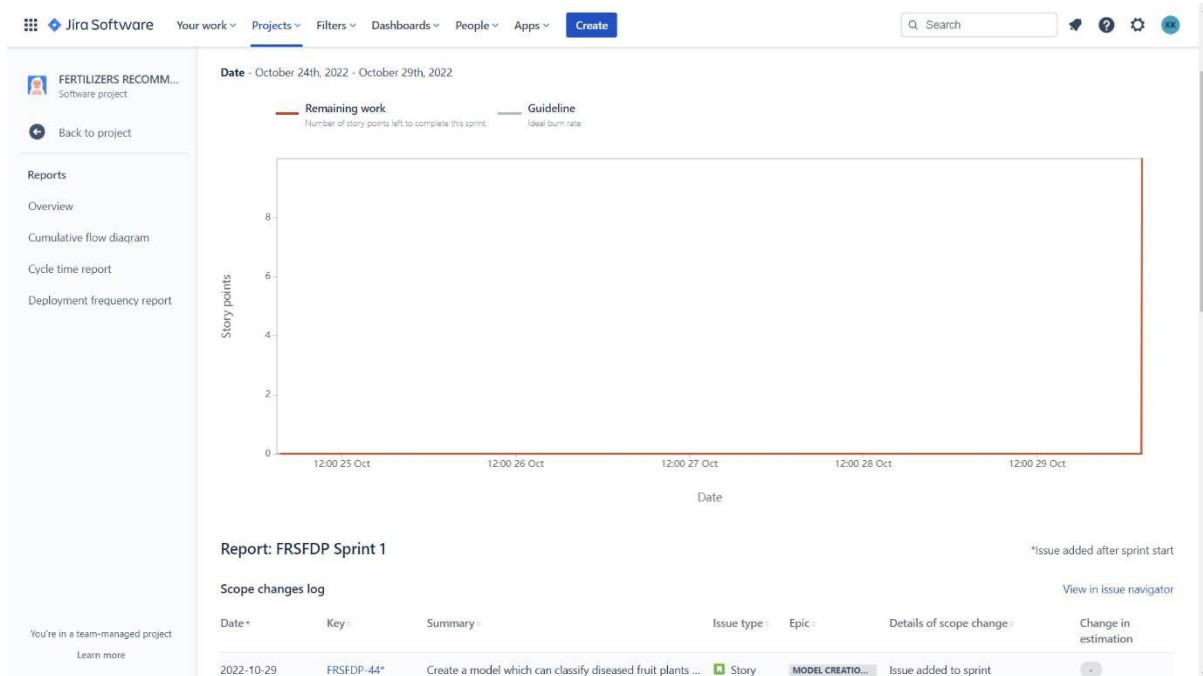 Jira Software Your work Projects Filters Dashboards People Apps Create Search KK
FERTILIZERS RECOMM...
Software project
Back to project
Reports
Overview
Cumulative flow diagram
Cycle time report
Deployment frequency report
You're in a team-managed project
Learn more
Date - October 24th, 2022 - October 29th, 2022
Remaining work
Number of story points left to complete this sprint
Guideline
Ideal burn rate
Story points
8
6
4
2
0
12:00 25 Oct 12:00 26 Oct 12:00 27 Oct 12:00 28 Oct 12:00 29 Oct
Date
Report: FRSFDP Sprint 1
*Issue added after sprint start
Scope changes log
View in issue navigator
Date Key Summary Issue type Epic Details of scope change Change in
estimation
2022-10-29 FRSFDP-44* Create a model which can classify diseased fruit plants ... Story MODEL CREATIO... Issue added to sprint -